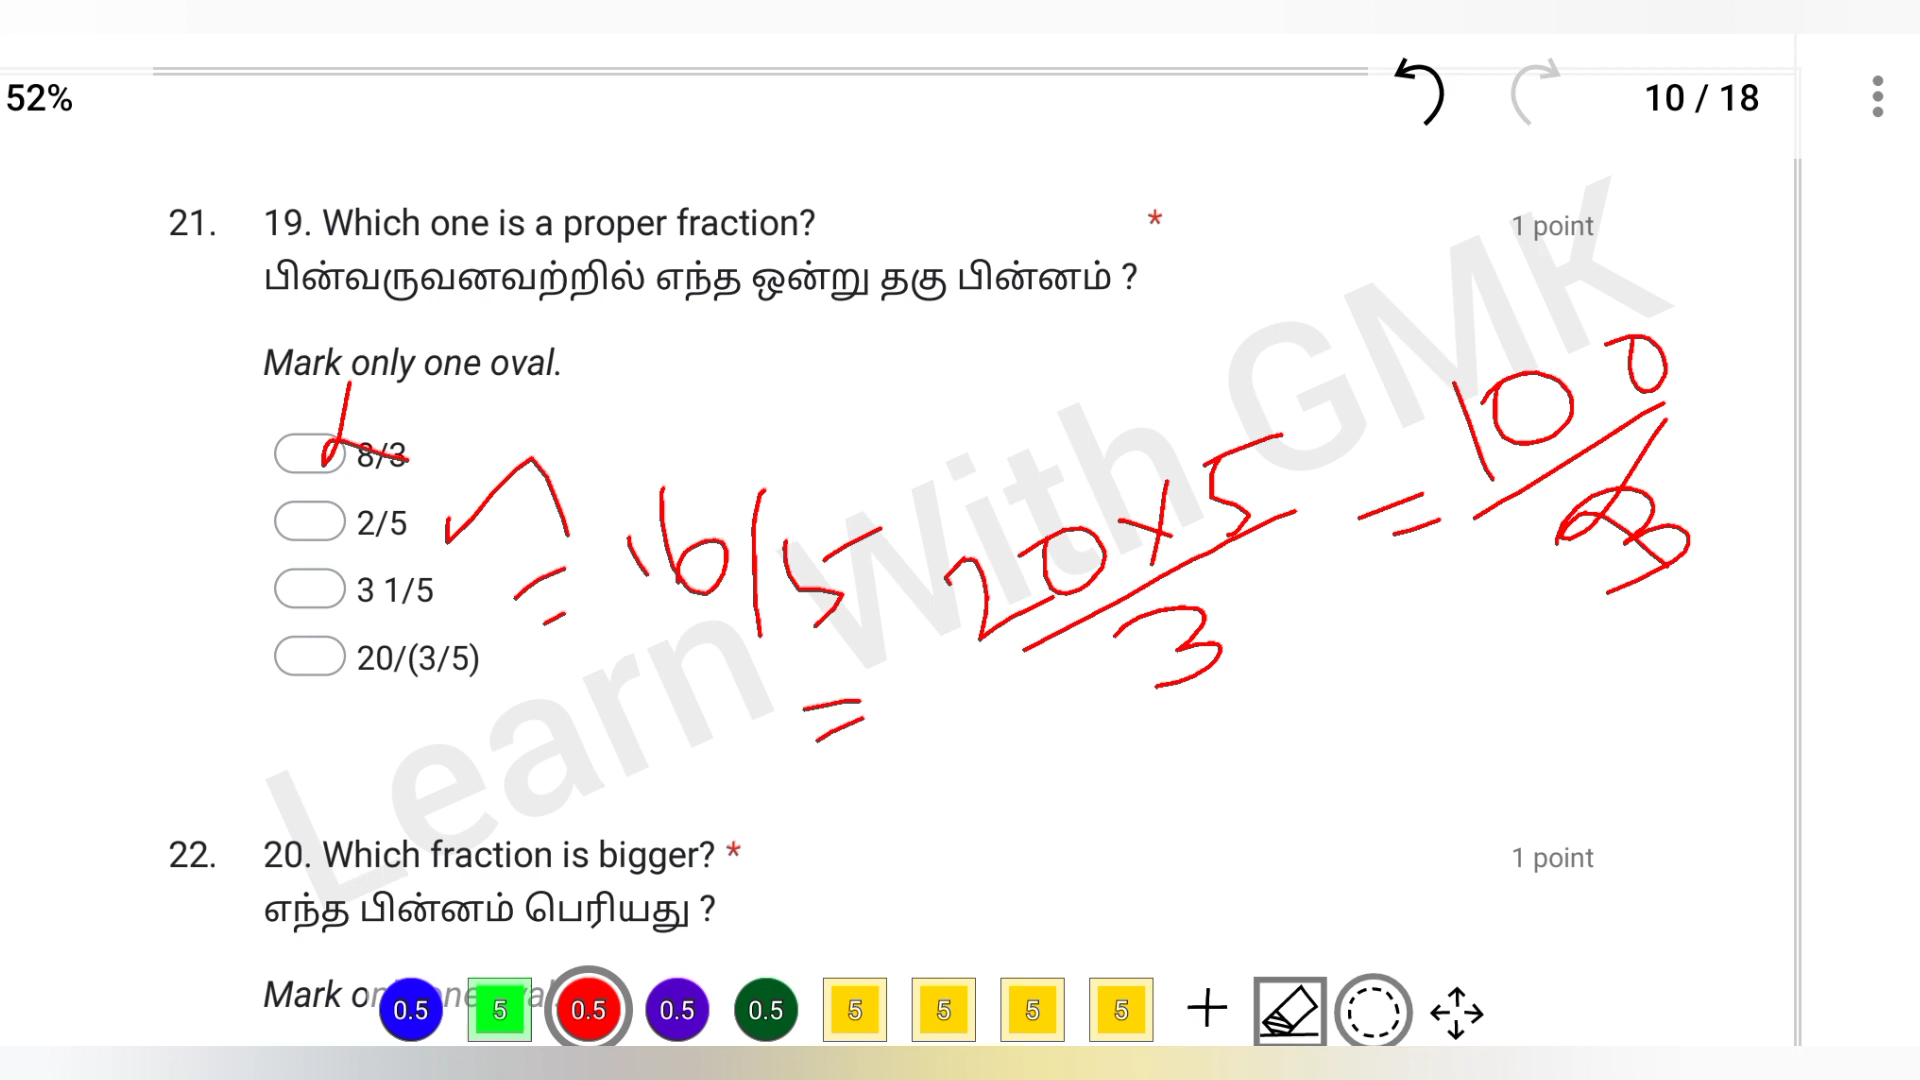 52%
10 / 18
21. 19. Which one is a proper fraction? * 1 point
பின்வருவனவற்றில் எந்த ஒன்று தகு பின்னம் ?
Mark only one oval.
8/3
2/5
3 1/5
= 16/5
20/(3/5)
= 20×5/3 = 100/3
Learn With GMK
22. 20. Which fraction is bigger? * 1 point
எந்த பின்னம் பெரியது ?
Mark only one oval.
0.5 5 0.5 0.5 0.5 5 5 5 5